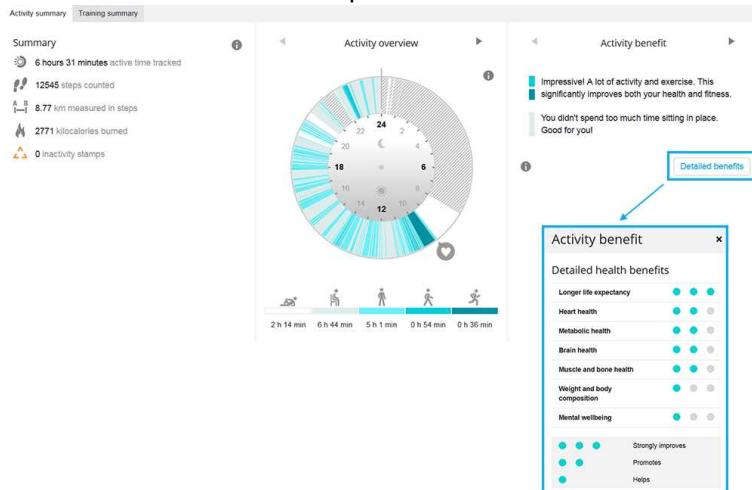 Activity summary Training summary
Summary
6 hours 31 minutes active time tracked
12545 steps counted
A B
8.77 km measured in steps
2771 kilocalories burned
0 inactivity stamps
Activity overview
24
22 2
20 4
18 6
16 8
14 10
12
2 h 14 min 6 h 44 min 5 h 1 min 0 h 54 min 0 h 36 min
Activity benefit
Impressive! A lot of activity and exercise. This
significantly improves both your health and fitness.
You didn't spend too much time sitting in place.
Good for you!
Detailed benefits
Activity benefit ×
Detailed health benefits
Longer life expectancy
Heart health
Metabolic health
Brain health
Muscle and bone health
Weight and body
composition
Mental wellbeing
Strongly improves
Promotes
Helps